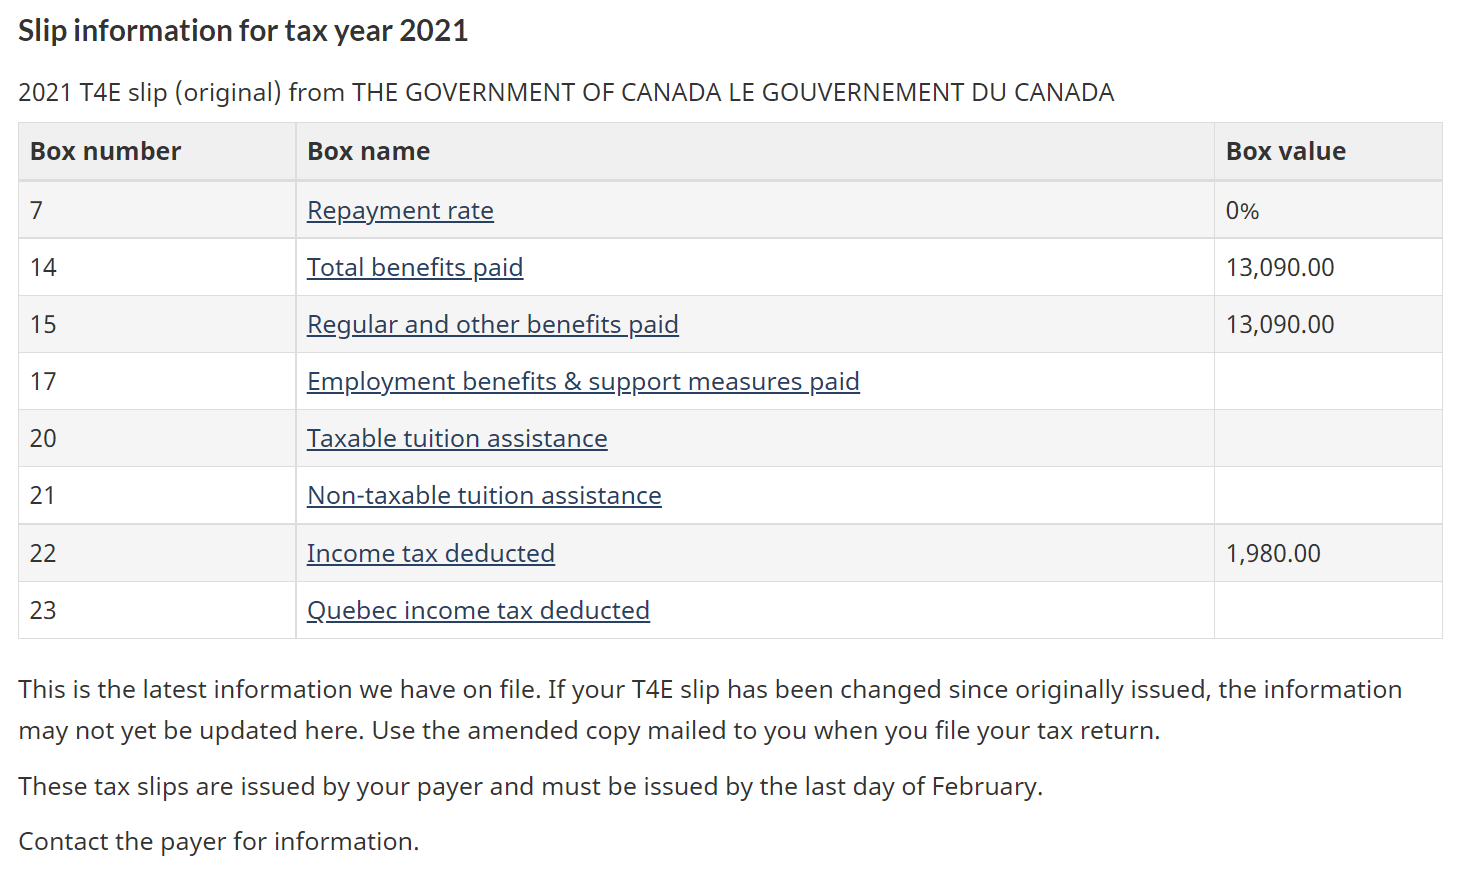 Slip information for tax year 2021
2021 T4E slip (original) from THE GOVERNMENT OF CANADA LE GOUVERNEMENT DU CANADA
Box number Box name Box value
7 Repayment rate 0%
14 Total benefits paid 13,090.00
15 Regular and other benefits paid 13,090.00
17 Employment benefits & support measures paid
20 Taxable tuition assistance
21 Non-taxable tuition assistance
22 Income tax deducted 1,980.00
23 Quebec income tax deducted
This is the latest information we have on file. If your T4E slip has been changed since originally issued, the information
may not yet be updated here. Use the amended copy mailed to you when you file your tax return.
These tax slips are issued by your payer and must be issued by the last day of February.
Contact the payer for information.